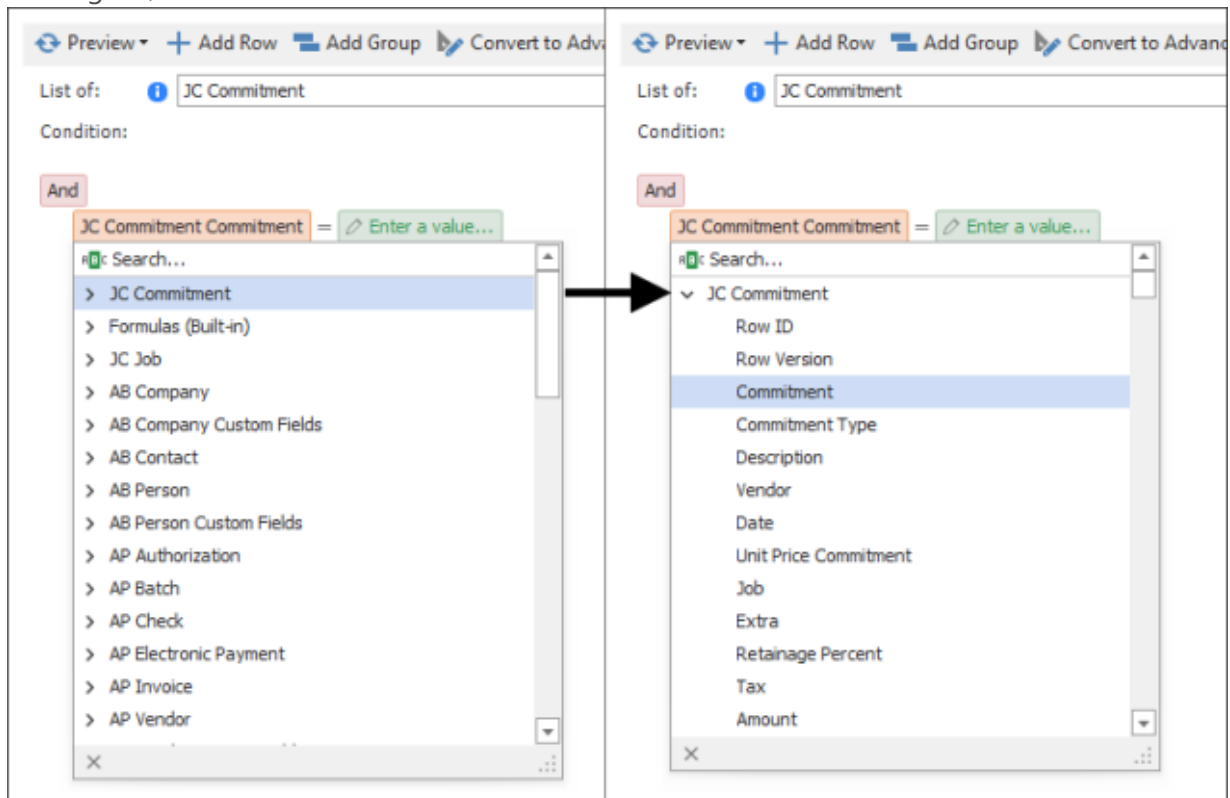 Preview + Add Row Add Group Convert to Adva
List of: JC Commitment
Condition:
And
JC Commitment Commitment = Enter a value...
ABC Search...
> JC Commitment
> Formulas (Built-in)
> JC Job
> AB Company
> AB Company Custom Fields
> AB Contact
> AB Person
> AB Person Custom Fields
> AP Authorization
> AP Batch
> AP Check
> AP Electronic Payment
> AP Invoice
> AP Vendor
Preview + Add Row Add Group Convert to Advanc
List of: JC Commitment
Condition:
And
JC Commitment Commitment = Enter a value...
ABC Search...
JC Commitment
Row ID
Row Version
Commitment
Commitment Type
Description
Vendor
Date
Unit Price Commitment
Job
Extra
Retainage Percent
Tax
Amount